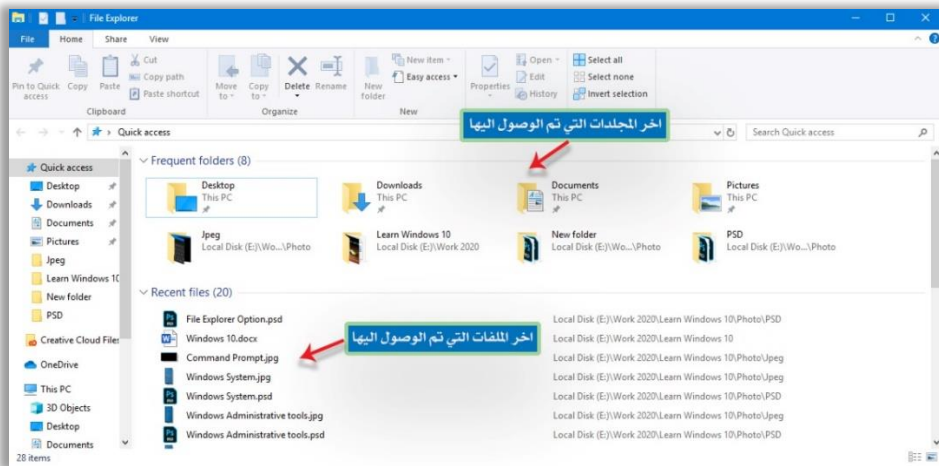 File Explorer
File Home Share View
Pin to Quick access
Copy
Paste
Cut
Copy path
Paste shortcut
Move to
Copy to
Delete
Rename
New folder
New item
Easy access
Properties
Open
Edit
History
Select all
Select none
Invert selection
Clipboard
Organize
New
Quick access
Search Quick access
اخر المجلدات التي تم الوصول اليها
Quick access
Desktop
Downloads
Documents
Pictures
Jpeg
Learn Windows 10
New folder
PSD
Creative Cloud Files
OneDrive
This PC
3D Objects
Desktop
Documents
Frequent folders (8)
Desktop
This PC
Downloads
This PC
Documents
This PC
Pictures
This PC
Jpeg
Local Disk (E:)\Wo...\Photo
Learn Windows 10
Local Disk (E:)\Work 2020
New folder
Local Disk (E:)\Wo...\Photo
PSD
Local Disk (E:)\Wo...\Photo
Recent files (20)
File Explorer Option.psd Local Disk (E:)\Work 2020\Learn Windows 10\Photo\PSD
Windows 10.docx Local Disk (E:)\Work 2020\Learn Windows 10
اخر الملفات التي تم الوصول اليها
Command Prompt.jpg Local Disk (E:)\Work 2020\Learn Windows 10\Photo\Jpeg
Windows System.jpg Local Disk (E:)\Work 2020\Learn Windows 10\Photo\Jpeg
Windows System.psd Local Disk (E:)\Work 2020\Learn Windows 10\Photo\PSD
Windows Administrative tools.jpg Local Disk (E:)\Work 2020\Learn Windows 10\Photo\Jpeg
Windows Administrative tools.psd Local Disk (E:)\Work 2020\Learn Windows 10\Photo\PSD
28 items